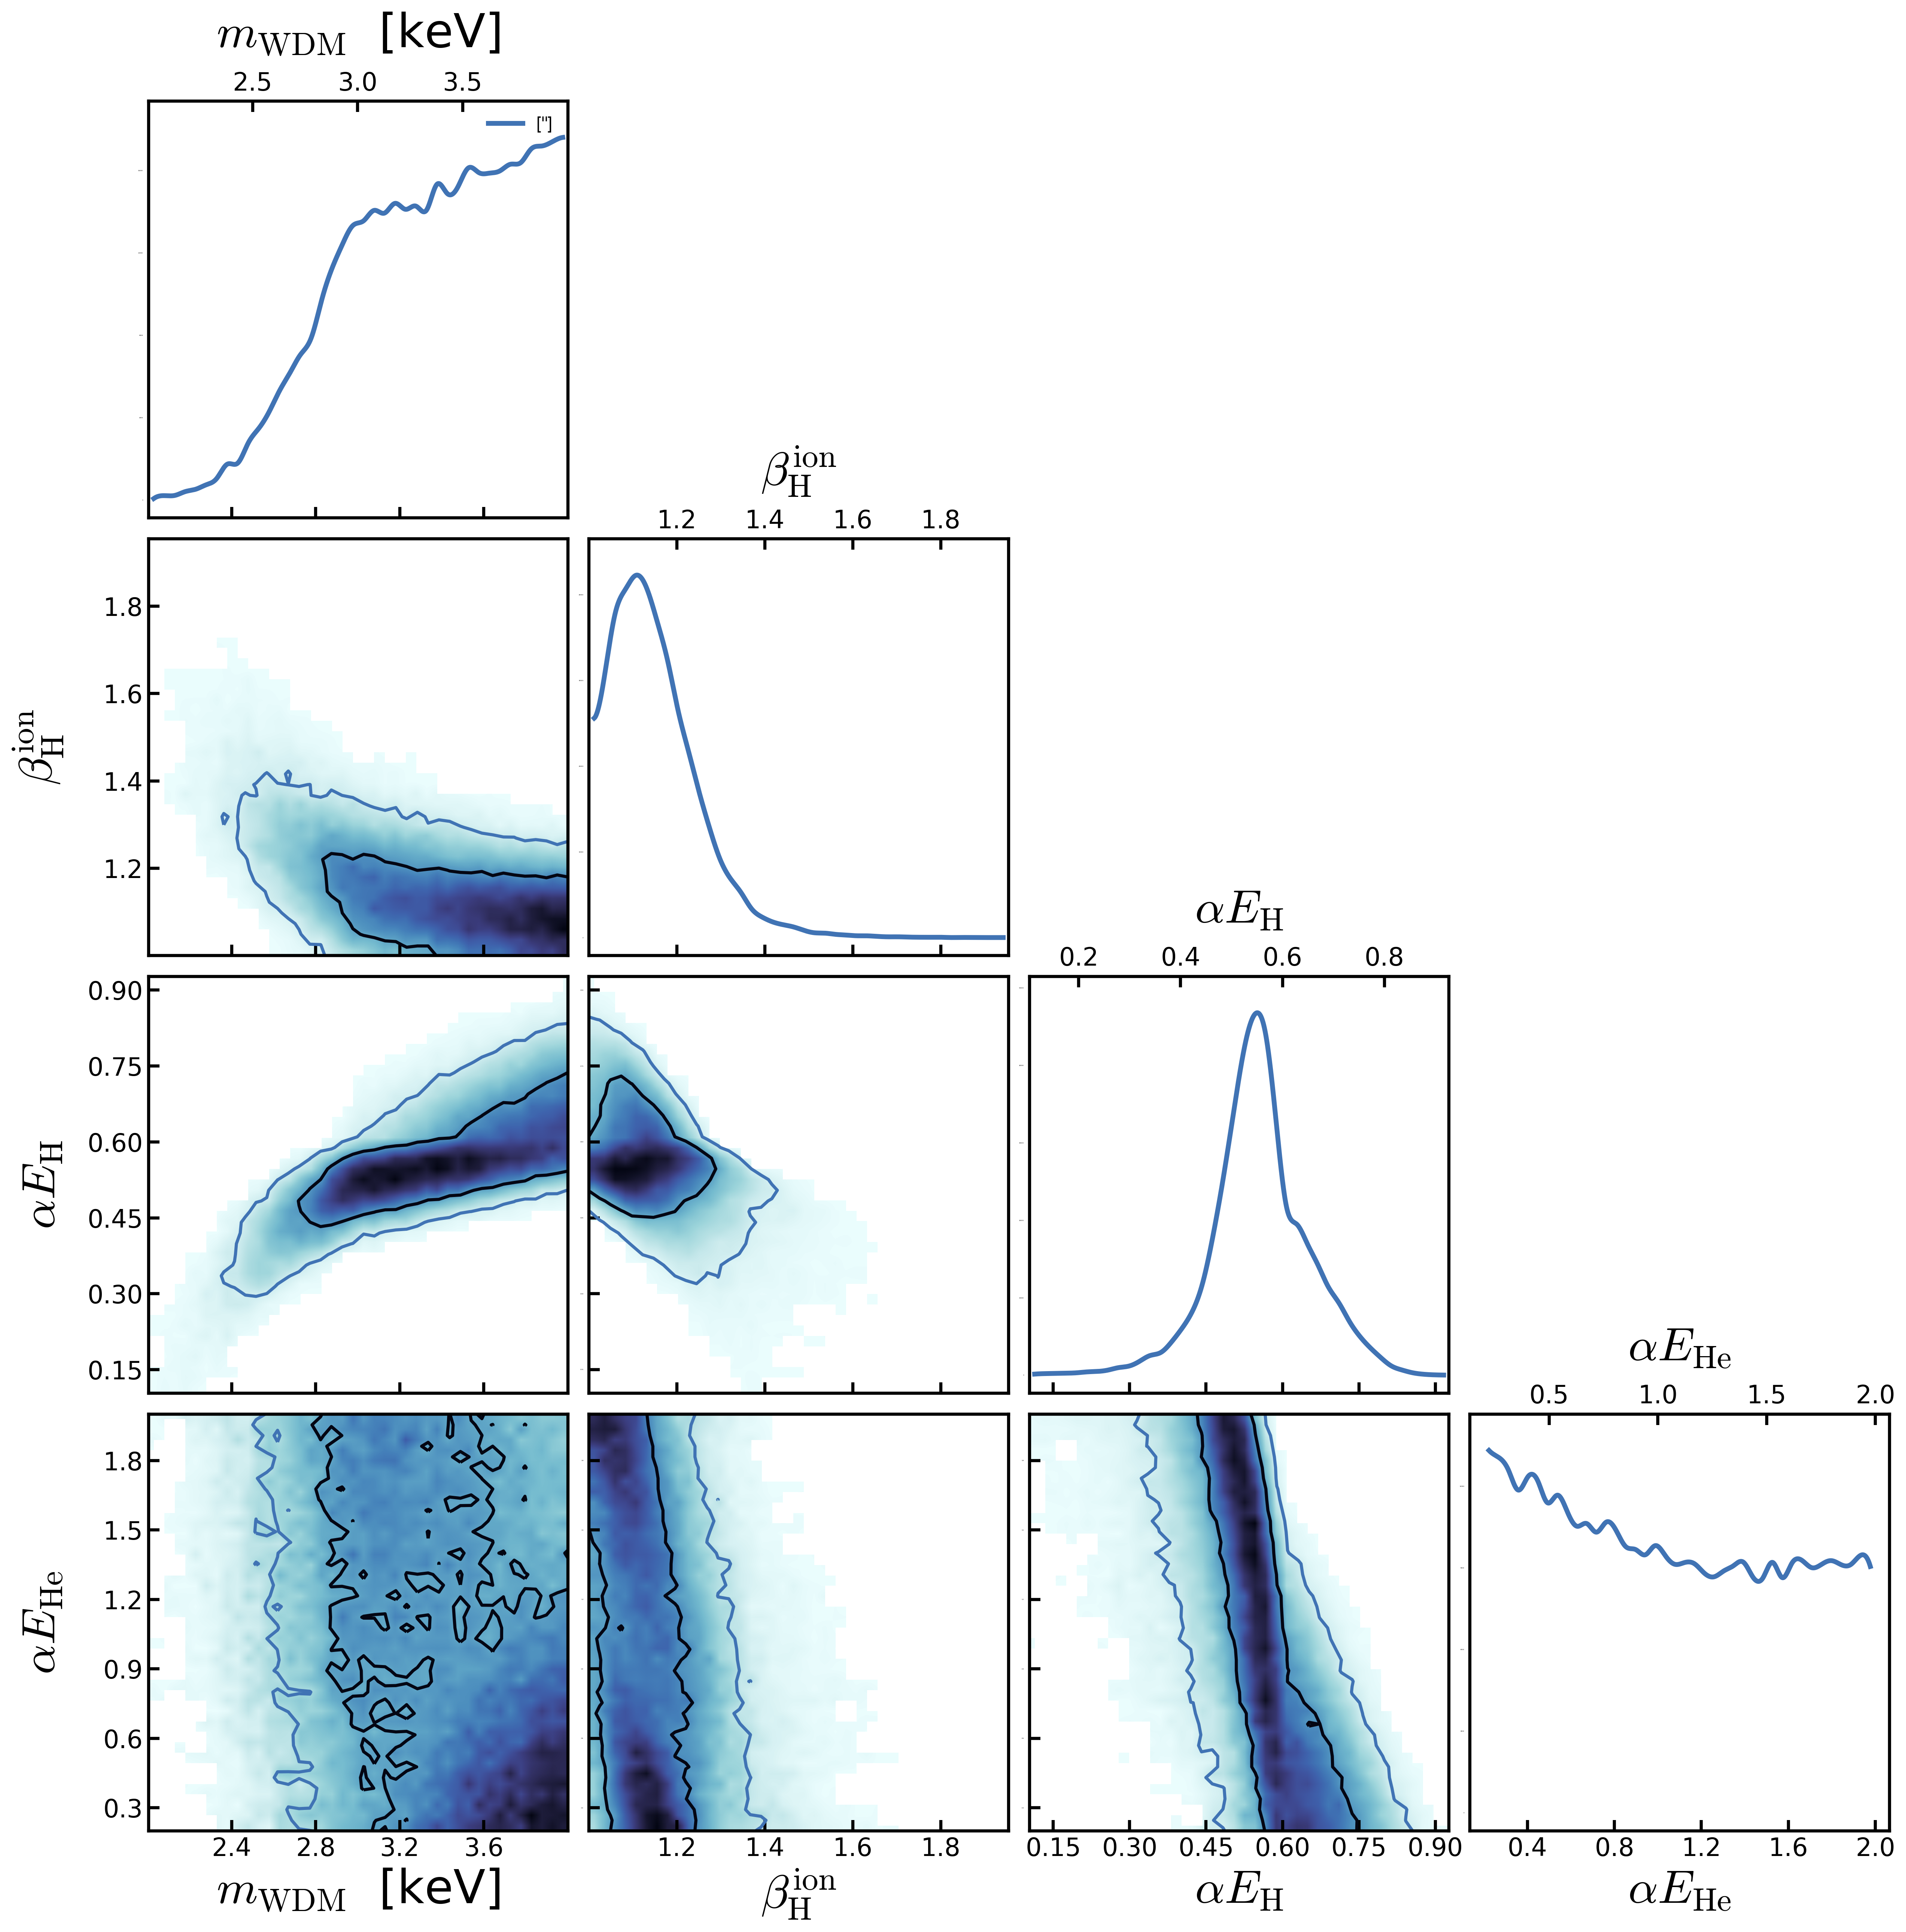 m_WDM [keV]
2.5 3.0 3.5
['']
β_H^ion
1.2 1.4 1.6 1.8
1.8
1.6
1.4
1.2
β_H^ion
αE_H
0.2 0.4 0.6 0.8
0.90
0.75
0.60
0.45
0.30
0.15
αE_H
αE_He
0.5 1.0 1.5 2.0
1.8
1.5
1.2
0.9
0.6
0.3
αE_He
2.4 2.8 3.2 3.6
1.2 1.4 1.6 1.8
0.15 0.30 0.45 0.60 0.75 0.90
0.4 0.8 1.2 1.6 2.0
m_WDM [keV]
β_H^ion
αE_H
αE_He